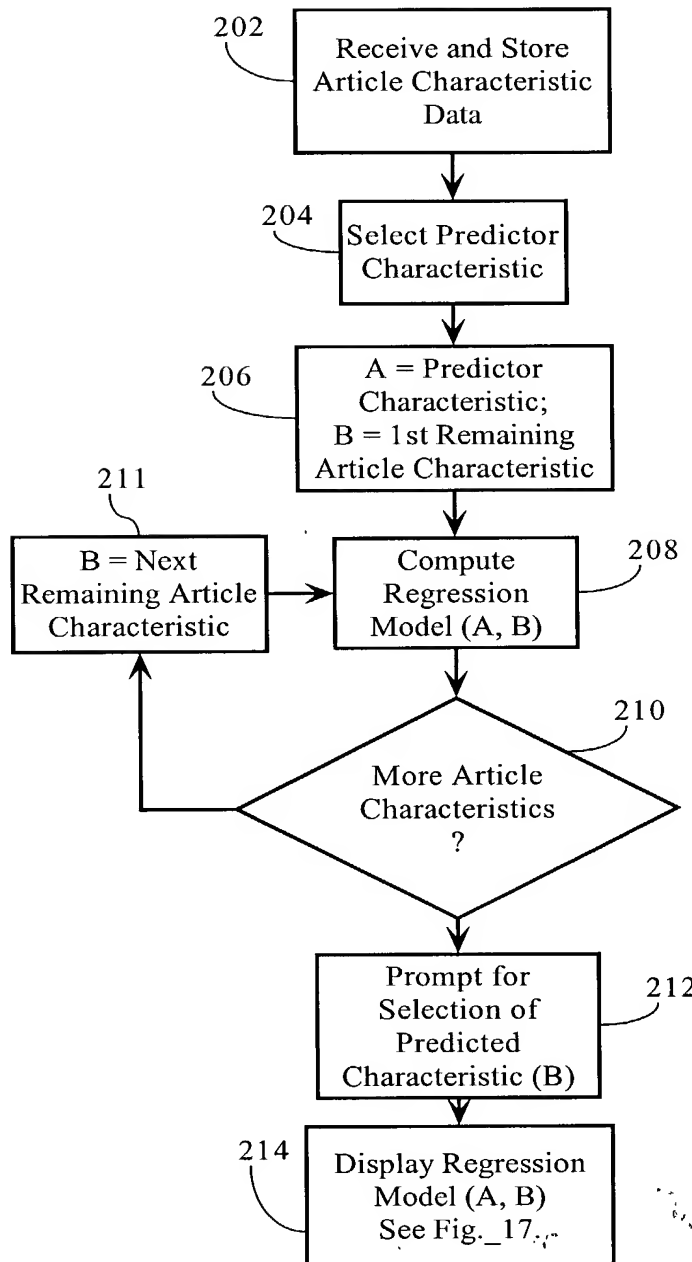 202
Receive and Store
Article Characteristic
Data
204
Select Predictor
Characteristic
206
A = Predictor
Characteristic;
B = 1st Remaining
Article Characteristic
211
B = Next
Remaining Article
Characteristic
208
Compute
Regression
Model (A, B)
210
More Article
Characteristics
?
212
Prompt for
Selection of
Predicted
Characteristic (B)
214
Display Regression
Model (A, B)
See Fig._17